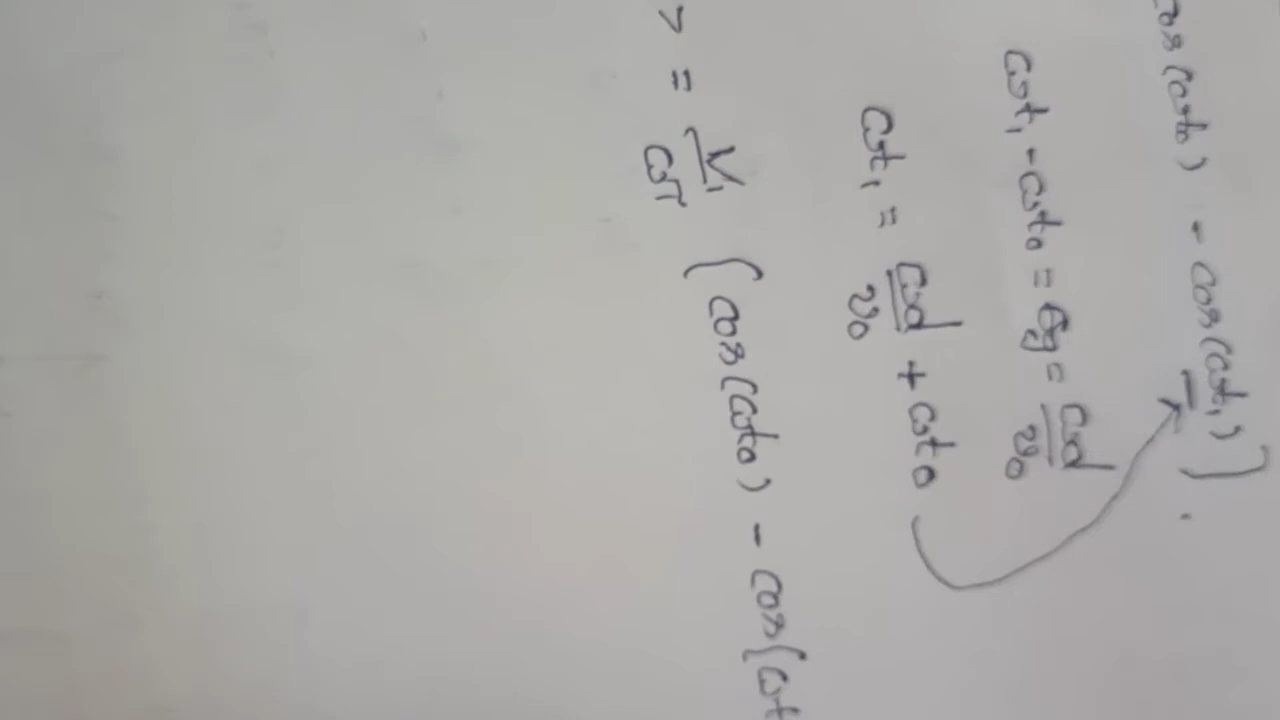 cos(ωt₀) - cos(ωt₁)].
ωt₁ - ωt₀ = θg = ωd/v₀
ωt₁ = ωd/v₀ + ωt₀
> = V₁/ωτ {cos(ωt₀) - cos{ωt